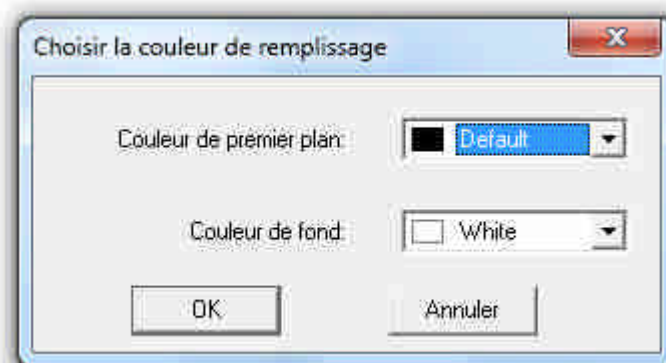 Choisir la couleur de remplissage
Couleur de premier plan: Default
Couleur de fond: White
OK Annuler